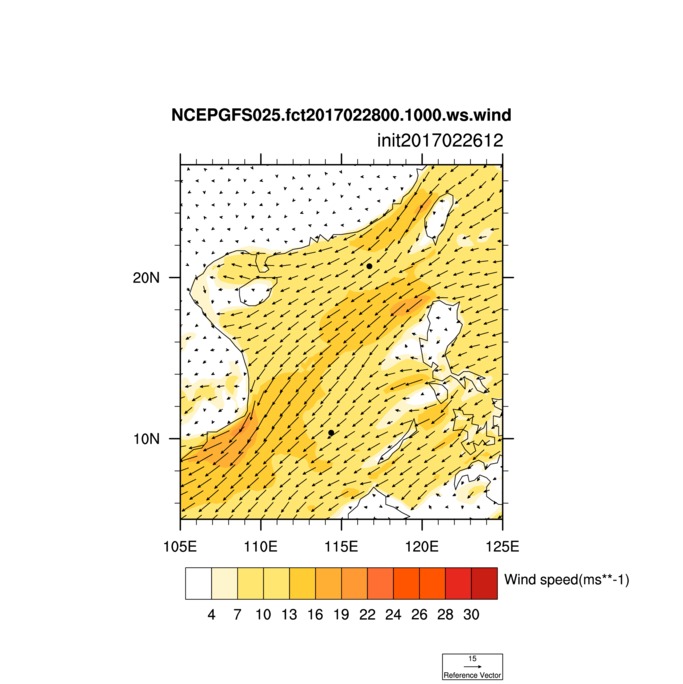 NCEPGFS025.fct2017022800.1000.ws.wind
init2017022612
20N
10N
105E 110E 115E 120E 125E
Wind speed(ms**-1)
4 7 10 13 16 19 22 24 26 28 30
15
Reference Vector